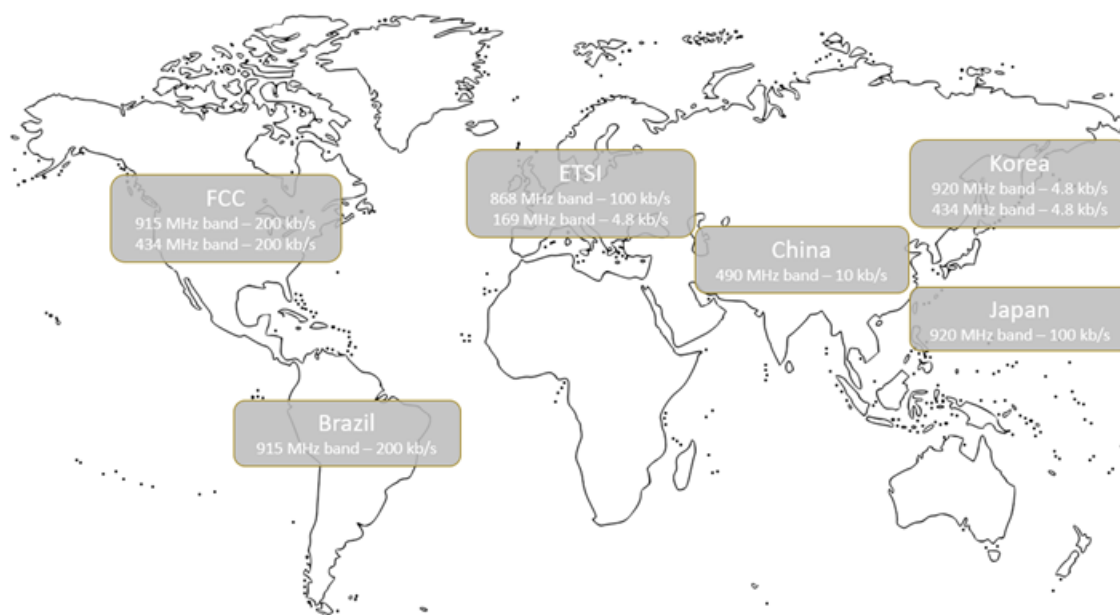 FCC
915 MHz band – 200 kb/s
434 MHz band – 200 kb/s
ETSI
868 MHz band – 100 kb/s
169 MHz band – 4.8 kb/s
Korea
920 MHz band – 4.8 kb/s
434 MHz band – 4.8 kb/s
China
490 MHz band – 10 kb/s
Japan
920 MHz band – 100 kb/s
Brazil
915 MHz band – 200 kb/s